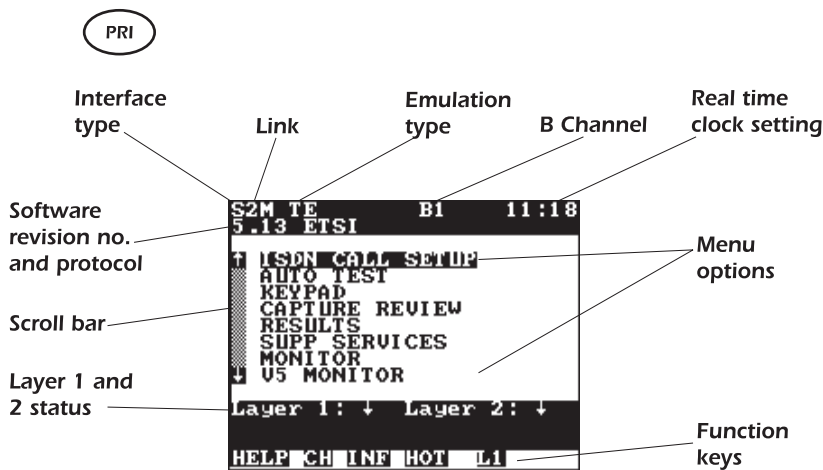 PRI
Interface
type
Link
Emulation
type
B Channel
Real time
clock setting
Software
revision no.
and protocol
Scroll bar
Layer 1 and
2 status
S2M TE B1 11:18
5.13 ETSI
↑ ISDN CALL SETUP
AUTO TEST
KEYPAD
CAPTURE REVIEW
RESULTS
SUPP SERVICES
MONITOR
↓ V5 MONITOR
Layer 1: ↓ Layer 2: ↓
HELP CH INF HOT L1
Menu
options
Function
keys